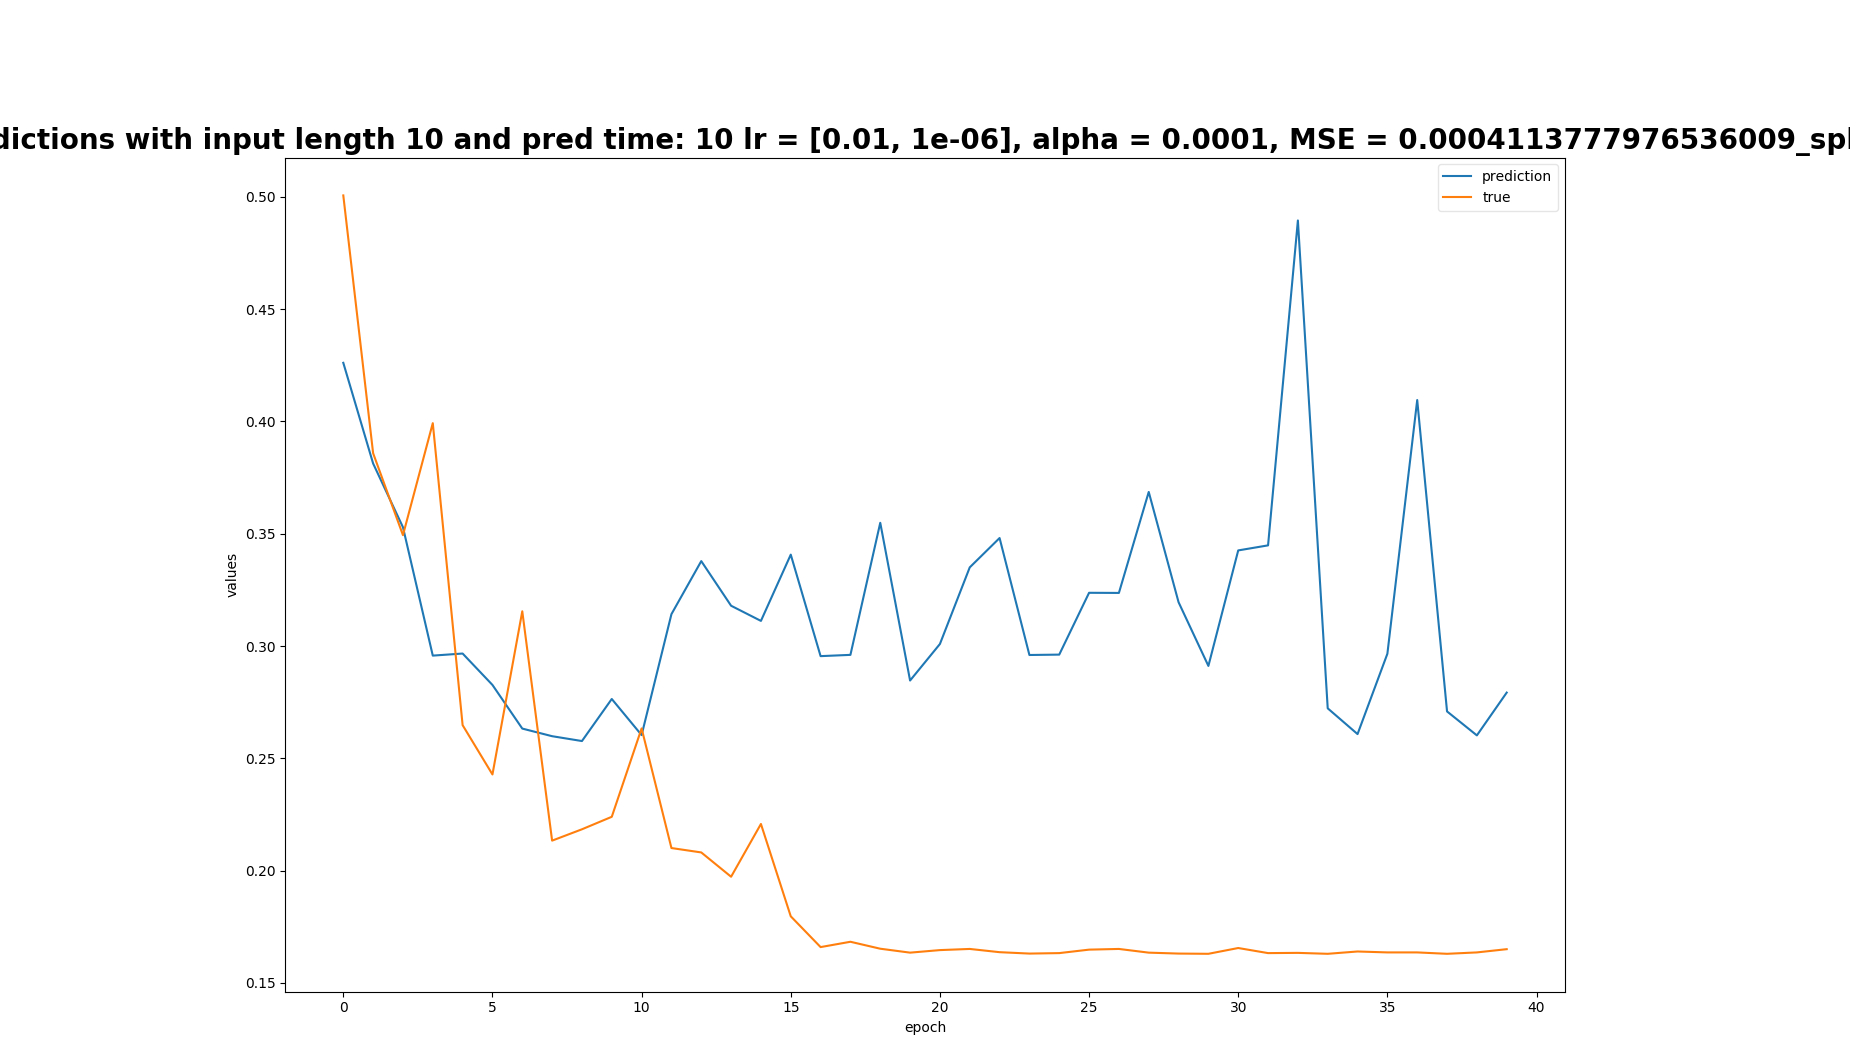 dictions with input length 10 and pred time: 10 lr = [0.01, 1e-06], alpha = 0.0001, MSE = 0.0004113777976536009_spl
prediction
true
0.50
0.45
0.40
0.35
0.30
0.25
0.20
0.15
values
0 5 10 15 20 25 30 35 40
epoch